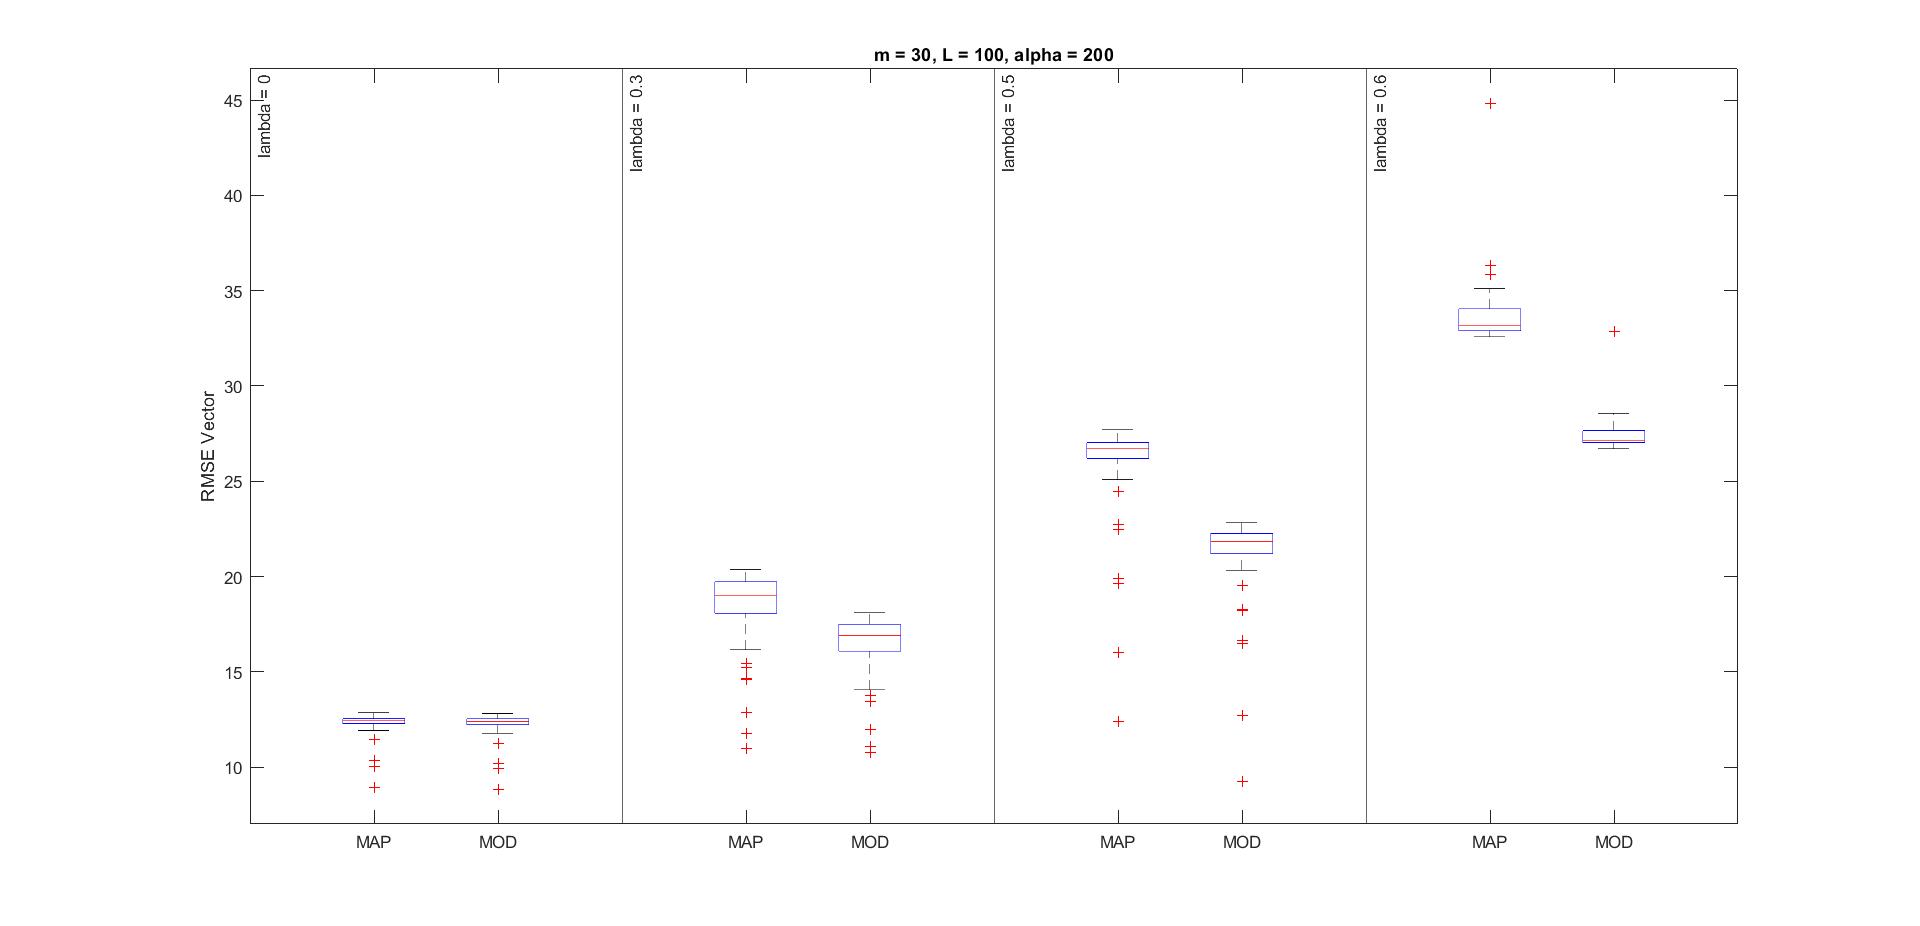 m = 30, L = 100, alpha = 200
lambda = 0
lambda = 0.3
lambda = 0.5
lambda = 0.6
RMSE Vector
45
40
35
30
25
20
15
10
MAP MOD MAP MOD MAP MOD MAP MOD